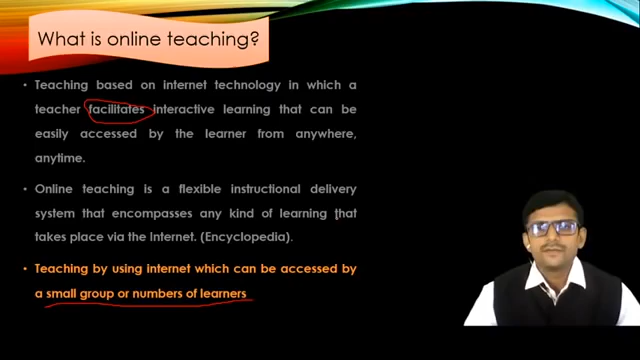 What is online teaching?
• Teaching based on internet technology in which a
teacher facilitates interactive learning that can be
easily accessed by the learner from anywhere,
anytime.
• Online teaching is a flexible instructional delivery
system that encompasses any kind of learning that
takes place via the internet. (Encyclopedia).
• Teaching by using internet which can be accessed by
a small group or numbers of learners